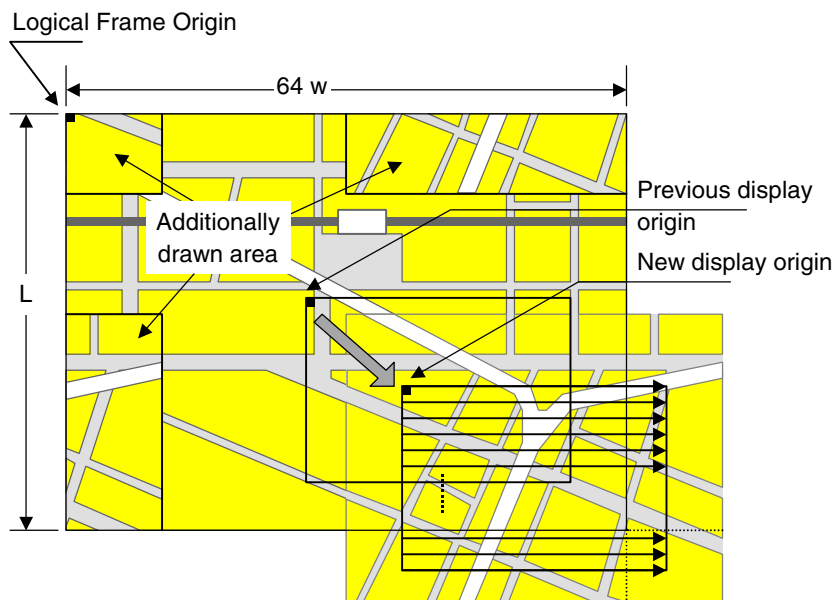 Logical Frame Origin
64 w
Previous display
origin
Additionally
drawn area
New display origin
L